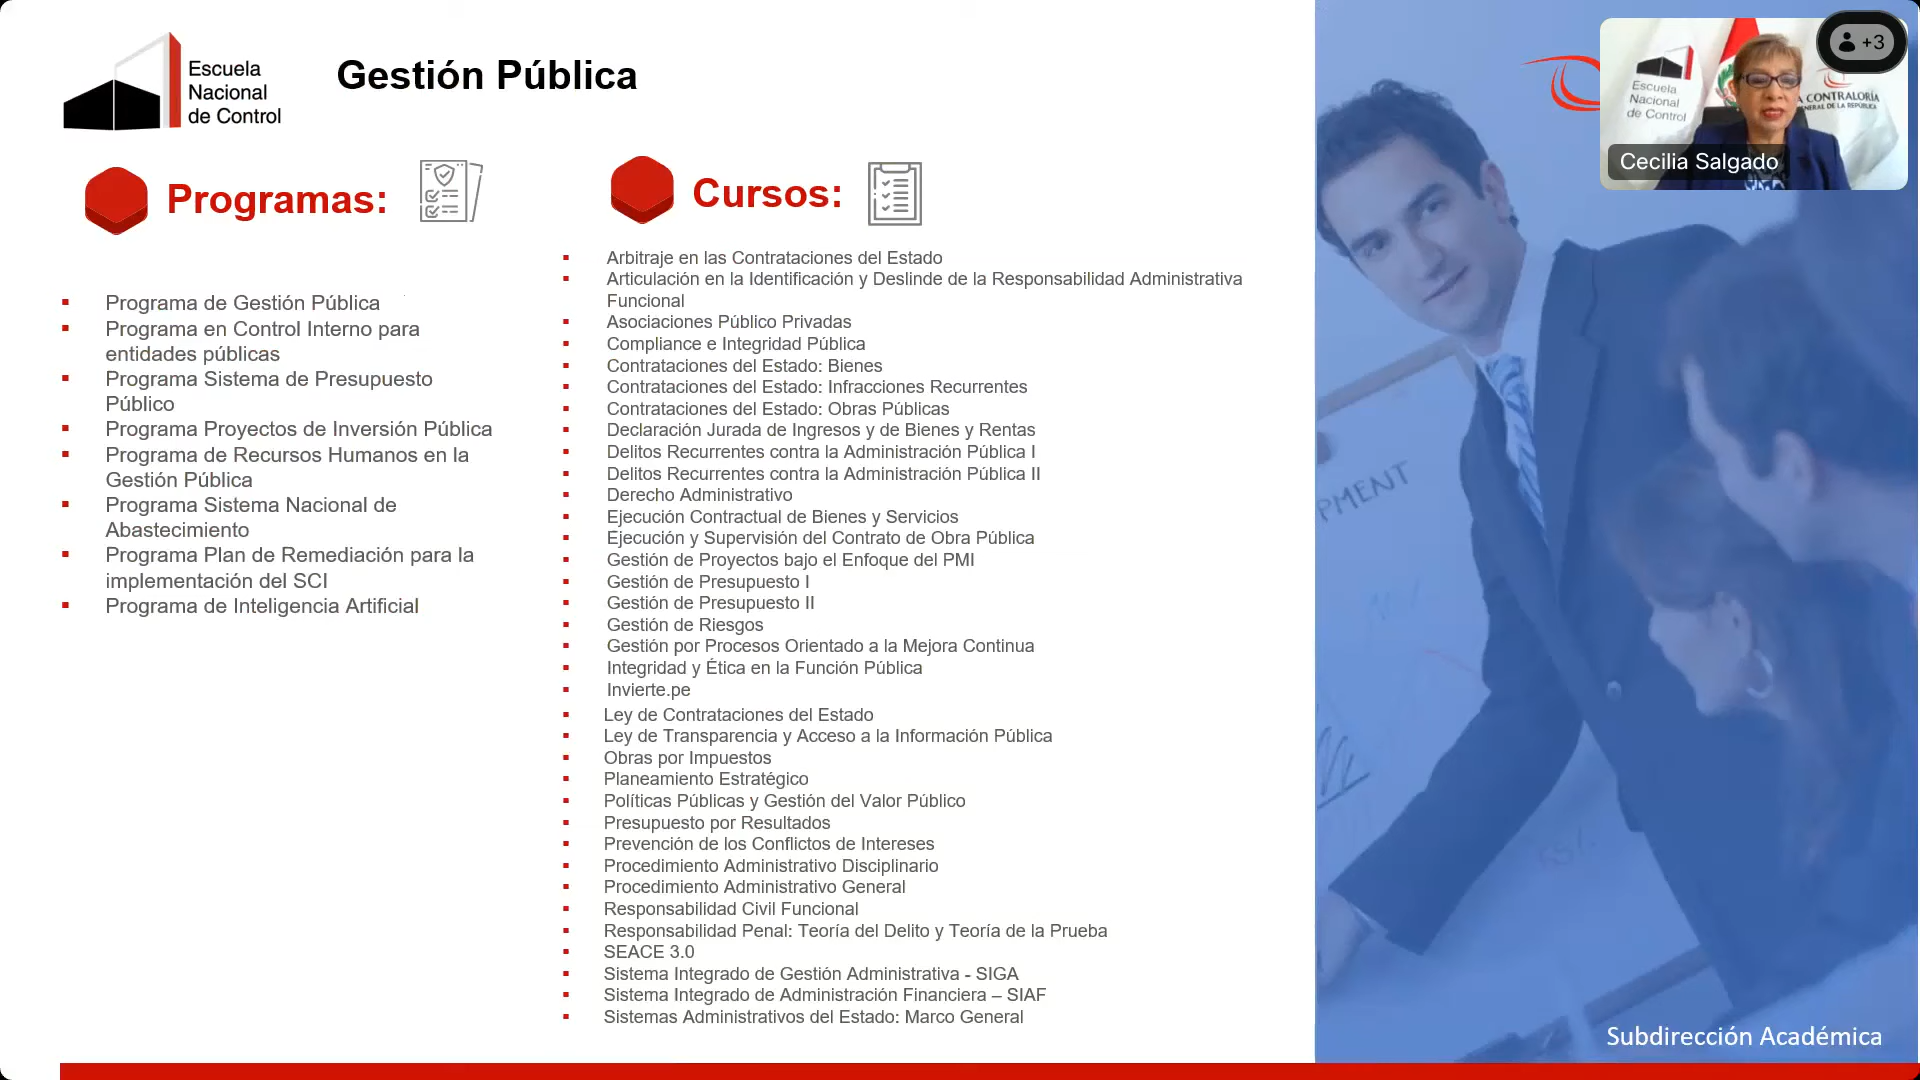 Escuela
Nacional
de Control
Gestión Pública
Programas:
Programa de Gestión Pública
Programa en Control Interno para
entidades públicas
Programa Sistema de Presupuesto
Público
Programa Proyectos de Inversión Pública
Programa de Recursos Humanos en la
Gestión Pública
Programa Sistema Nacional de
Abastecimiento
Programa Plan de Remediación para la
implementación del SCI
Programa de Inteligencia Artificial
Cursos:
Arbitraje en las Contrataciones del Estado
Articulación en la Identificación y Deslinde de la Responsabilidad Administrativa
Funcional
Asociaciones Público Privadas
Compliance e Integridad Pública
Contrataciones del Estado: Bienes
Contrataciones del Estado: Infracciones Recurrentes
Contrataciones del Estado: Obras Públicas
Declaración Jurada de Ingresos y de Bienes y Rentas
Delitos Recurrentes contra la Administración Pública I
Delitos Recurrentes contra la Administración Pública II
Derecho Administrativo
Ejecución Contractual de Bienes y Servicios
Ejecución y Supervisión del Contrato de Obra Pública
Gestión de Proyectos bajo el Enfoque del PMI
Gestión de Presupuesto I
Gestión de Presupuesto II
Gestión de Riesgos
Gestión por Procesos Orientado a la Mejora Continua
Integridad y Ética en la Función Pública
Invierte.pe
Ley de Contrataciones del Estado
Ley de Transparencia y Acceso a la Información Pública
Obras por Impuestos
Planeamiento Estratégico
Políticas Públicas y Gestión del Valor Público
Presupuesto por Resultados
Prevención de los Conflictos de Intereses
Procedimiento Administrativo Disciplinario
Procedimiento Administrativo General
Responsabilidad Civil Funcional
Responsabilidad Penal: Teoría del Delito y Teoría de la Prueba
SEACE 3.0
Sistema Integrado de Gestión Administrativa - SIGA
Sistema Integrado de Administración Financiera – SIAF
Sistemas Administrativos del Estado: Marco General
+3
Escuela
Nacional
de Control
A CONTRALORÍA
NERAL DE LA REPÚBLICA
Cecilia Salgado
PMENT
Subdirección Académica